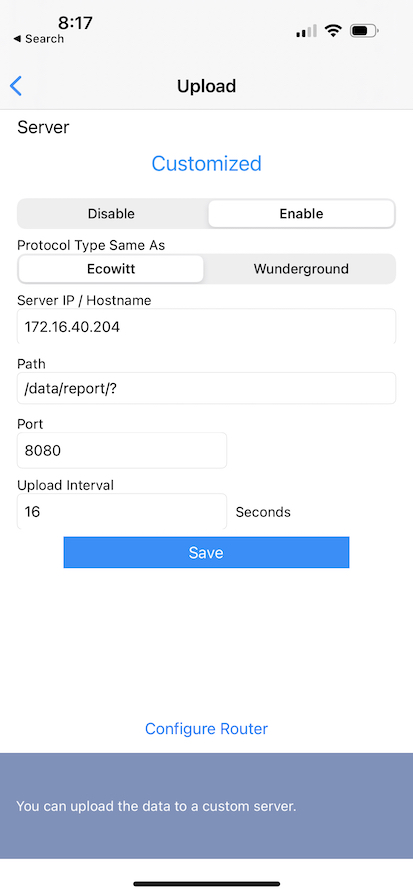 8:17
◀ Search
Upload
Server
Customized
Disable Enable
Protocol Type Same As
Ecowitt Wunderground
Server IP / Hostname
172.16.40.204
Path
/data/report/?
Port
8080
Upload Interval
16 Seconds
Save
Configure Router
You can upload the data to a custom server.